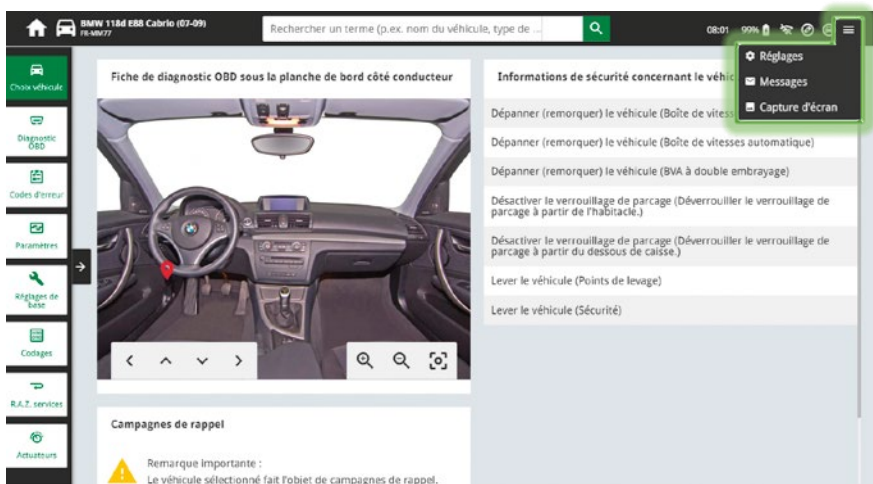 BMW 118d E88 Cabrio (07-09)
FR-MM77
Rechercher un terme (p.ex. nom du véhicule, type de ...
08:01 99%
Réglages
Messages
Capture d'écran
Choix véhicule
Diagnostic
OBD
Codes d'erreur
Paramètres
Réglages de
base
Codages
R.A.Z. services
Actuateurs
Fiche de diagnostic OBD sous la planche de bord côté conducteur
Campagnes de rappel
Remarque importante :
Le véhicule sélectionné fait l'objet de campagnes de rappel.
Informations de sécurité concernant le véhic
Dépanner (remorquer) le véhicule (Boîte de vitess
Dépanner (remorquer) le véhicule (Boîte de vitesses automatique)
Dépanner (remorquer) le véhicule (BVA à double embrayage)
Désactiver le verrouillage de parcage (Déverrouiller le verrouillage de
parcage à partir de l'habitacle.)
Désactiver le verrouillage de parcage (Déverrouiller le verrouillage de
parcage à partir du dessous de caisse.)
Lever le véhicule (Points de levage)
Lever le véhicule (Sécurité)